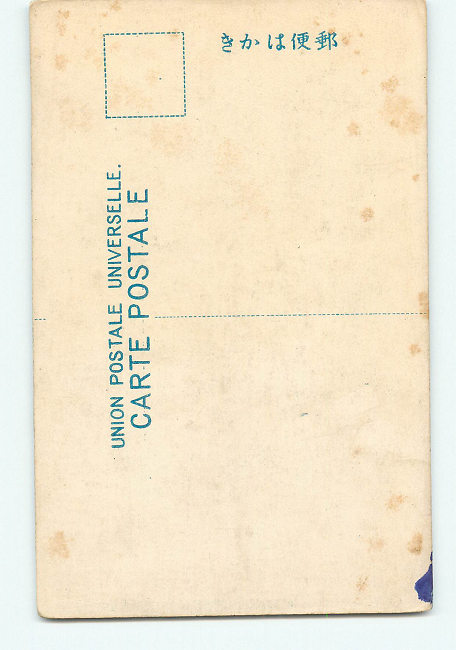 郵便はかき
UNION POSTALE UNIVERSELLE.
CARTE POSTALE